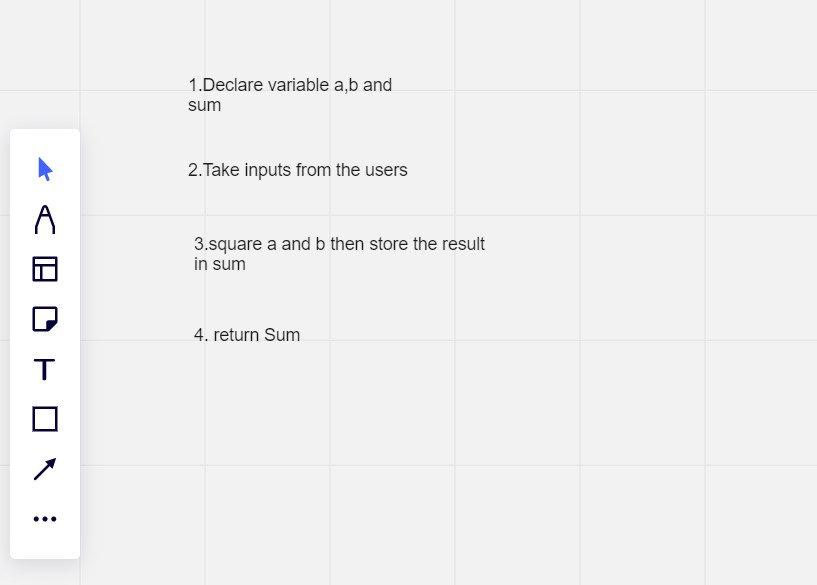 1.Declare variable a,b and
sum
2.Take inputs from the users
3.square a and b then store the result
in sum
4. return Sum